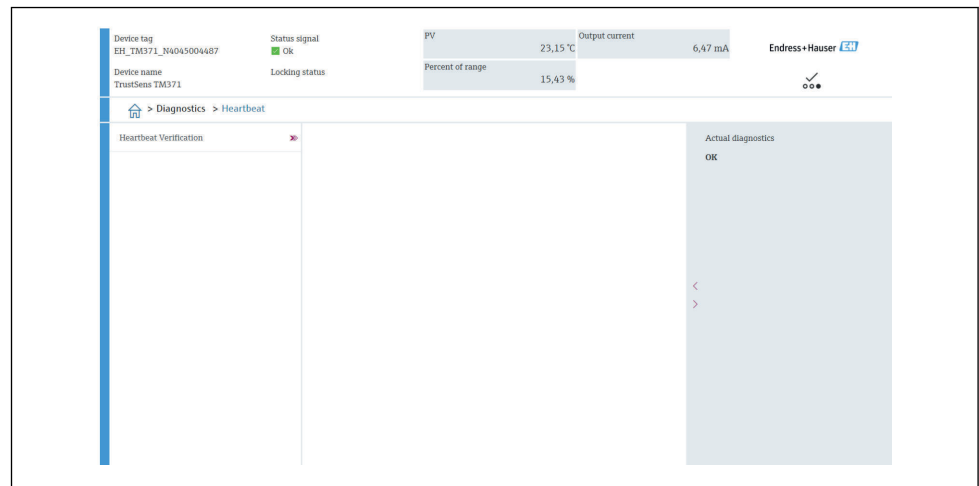 Device tag
EH_TM371_N4045004487
Status signal
Ok
PV
23,15 °C
Output current
6,47 mA
Endress+Hauser EH
Device name
TrustSens TM371
Locking status
Percent of range
15,43 %
> Diagnostics > Heartbeat
Heartbeat Verification
Actual diagnostics
OK